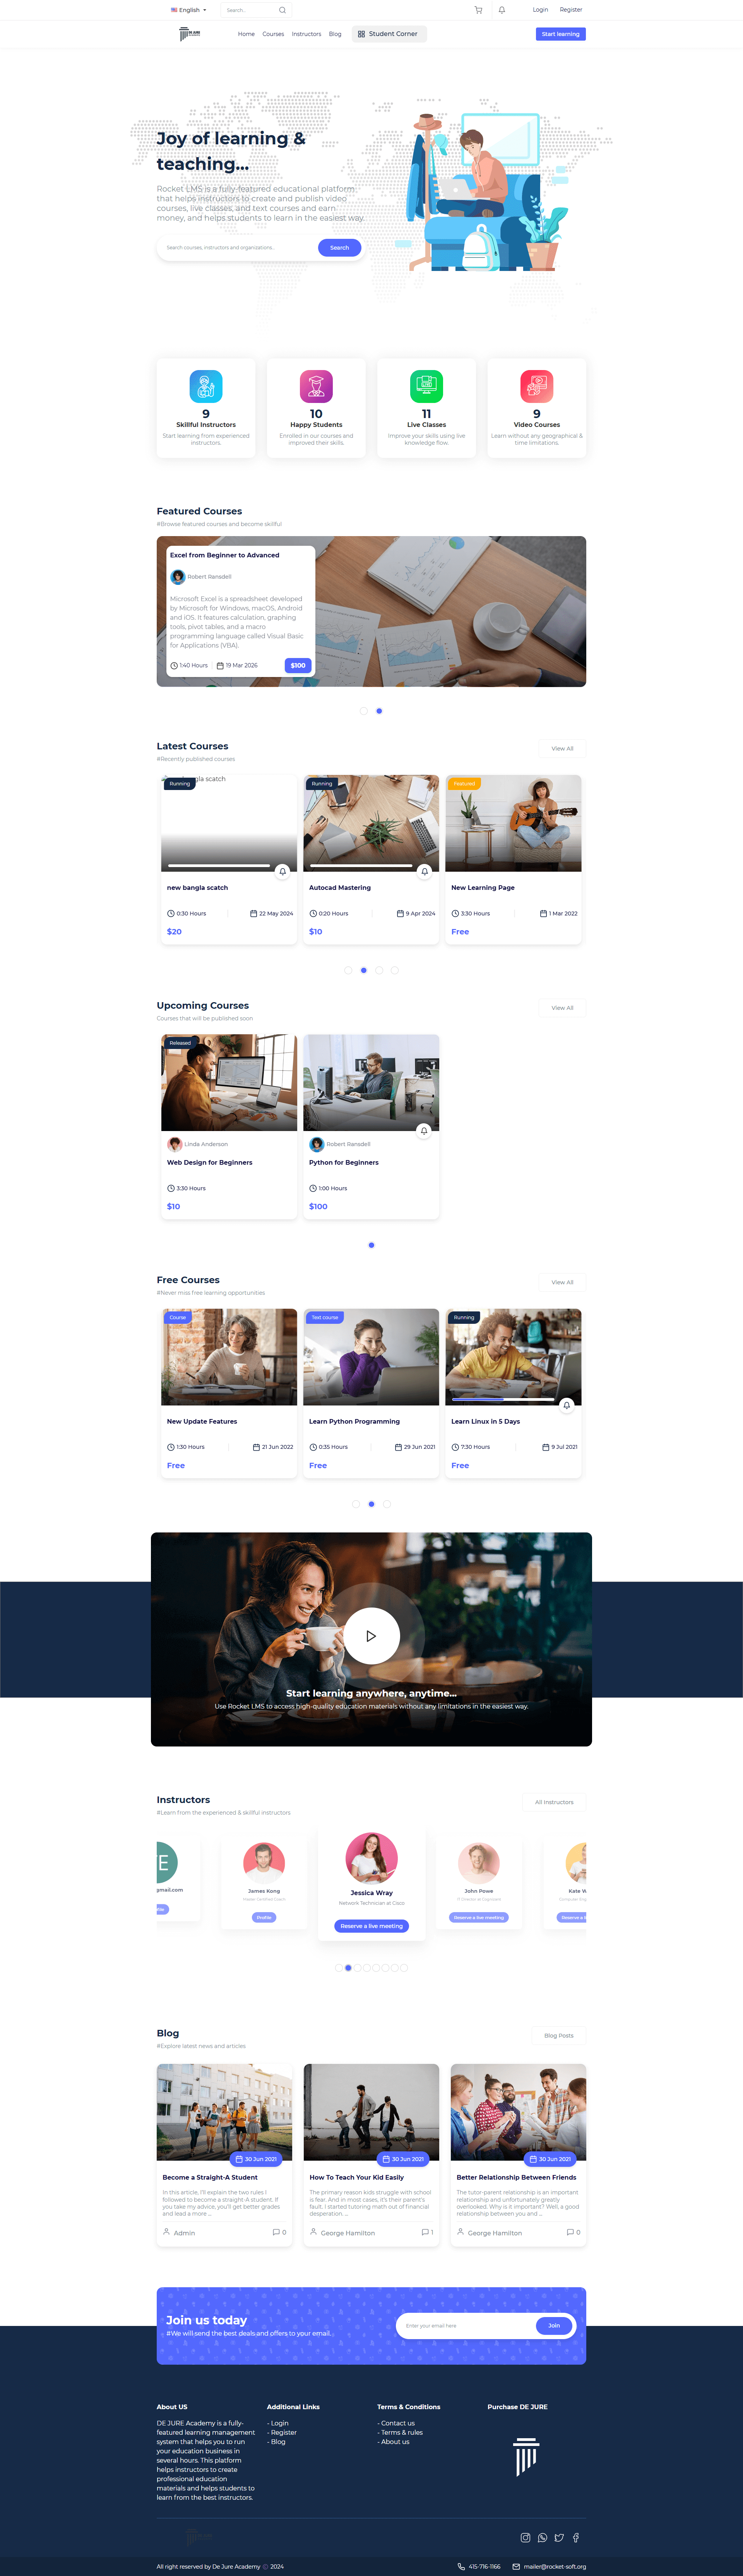 English
Search...
Login
Register
DE JURE
Home
Courses
Instructors
Blog
Student Corner
Start learning
Joy of learning &
teaching...
Rocket LMS is a fully-featured educational platform
that helps instructors to create and publish video
courses, live classes, and text courses and earn
money, and helps students to learn in the easiest way.
Search courses, instructors and organizations...
Search
9
Skillful Instructors
Start learning from experienced
instructors.
10
Happy Students
Enrolled in our courses and
improved their skills.
11
Live Classes
Improve your skills using live
knowledge flow.
9
Video Courses
Learn without any geographical &
time limitations.
Featured Courses
#Browse featured courses and become skillful
Excel from Beginner to Advanced
Robert Ransdell
Microsoft Excel is a spreadsheet developed
by Microsoft for Windows, macOS, Android
and iOS. It features calculation, graphing
tools, pivot tables, and a macro
programming language called Visual Basic
for Applications (VBA).
1:40 Hours
19 Mar 2026
$100
Latest Courses
#Recently published courses
View All
Running
gla scatch
new bangla scatch
0:30 Hours
22 May 2024
$20
Running
Autocad Mastering
0:20 Hours
9 Apr 2024
$10
Featured
New Learning Page
3:30 Hours
1 Mar 2022
Free
Upcoming Courses
Courses that will be published soon
View All
Released
Linda Anderson
Web Design for Beginners
3:30 Hours
$10
Robert Ransdell
Python for Beginners
1:00 Hours
$100
Free Courses
#Never miss free learning opportunities
View All
Course
New Update Features
1:30 Hours
21 Jun 2022
Free
Text course
Learn Python Programming
0:35 Hours
29 Jun 2021
Free
Running
Learn Linux in 5 Days
7:30 Hours
9 Jul 2021
Free
Start learning anywhere, anytime...
Use Rocket LMS to access high-quality education materials without any limitations in the easiest way.
Instructors
#Learn from the experienced & skillful instructors
All Instructors
E
gmail.com
James Kong
Master Certified Coach
Profile
Jessica Wray
Network Technician at Cisco
Reserve a live meeting
John Powe
IT Director at Cognizant
Reserve a live meeting
Kate W
Computer Eng
Reserve a l
Blog
#Explore latest news and articles
Blog Posts
30 Jun 2021
Become a Straight-A Student
In this article, I'll explain the two rules I
followed to become a straight-A student. If
you take my advice, you'll get better grades
and lead a more ...
Admin
0
30 Jun 2021
How To Teach Your Kid Easily
The primary reason kids struggle with school
is fear. And in most cases, it's their parent's
fault. I started tutoring math out of financial
desperation. ...
George Hamilton
1
30 Jun 2021
Better Relationship Between Friends
The tutor-parent relationship is an important
relationship and unfortunately greatly
overlooked. Why is it important? Well, a good
relationship between you and ...
George Hamilton
0
Join us today
#We will send the best deals and offers to your email.
Enter your email here
Join
About US
DE JURE Academy is a fully-
featured learning management
system that helps you to run
your education business in
several hours. This platform
helps instructors to create
professional education
materials and helps students to
learn from the best instructors.
Additional Links
- Login
- Register
- Blog
Terms & Conditions
- Contact us
- Terms & rules
- About us
Purchase DE JURE
All right reserved by De Jure Academy © 2024
415-716-1166
mailer@rocket-soft.org